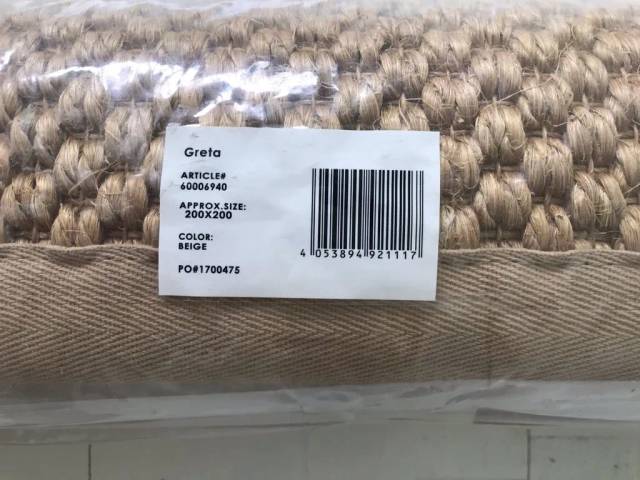 Greta
ARTICLE#
60006940
APPROX.SIZE:
200X200
COLOR:
BEIGE
PO#1700475
4 053894 921117